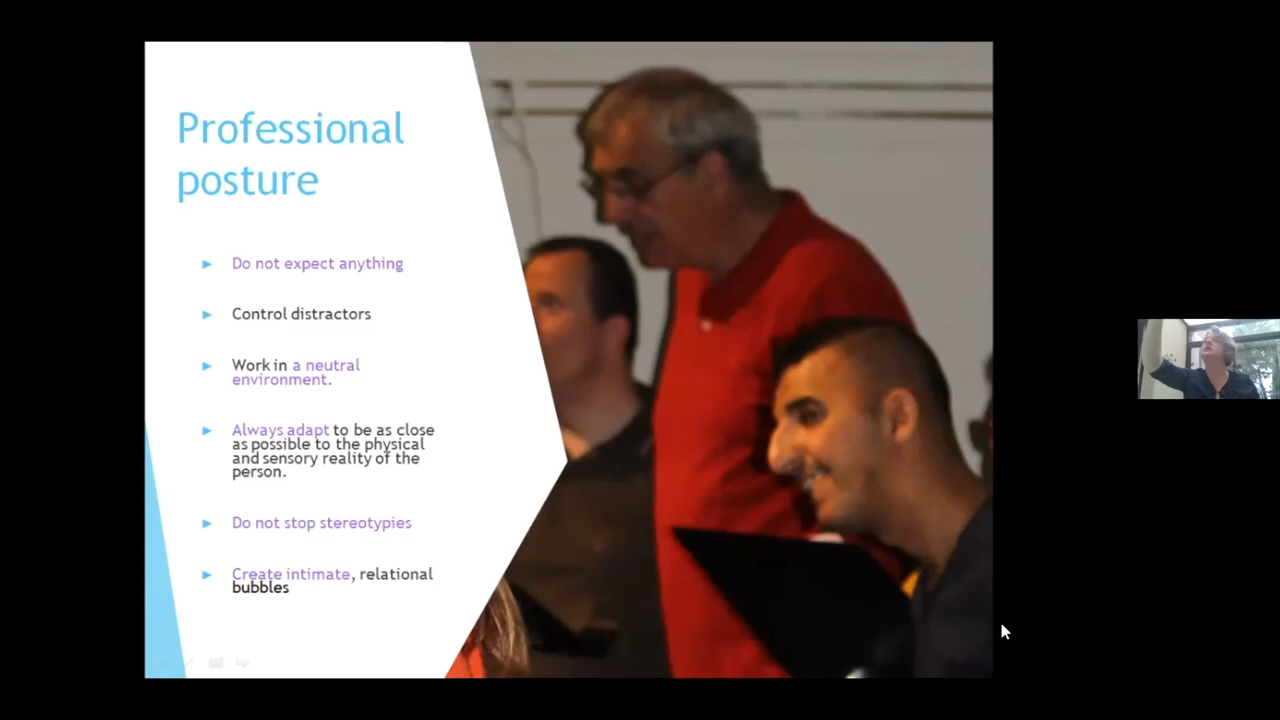 Professional
posture
Do not expect anything
Control distractors
Work in a neutral
environment.
Always adapt to be as close
as possible to the physical
and sensory reality of the
person.
Do not stop stereotypies
Create intimate, relational
bubbles